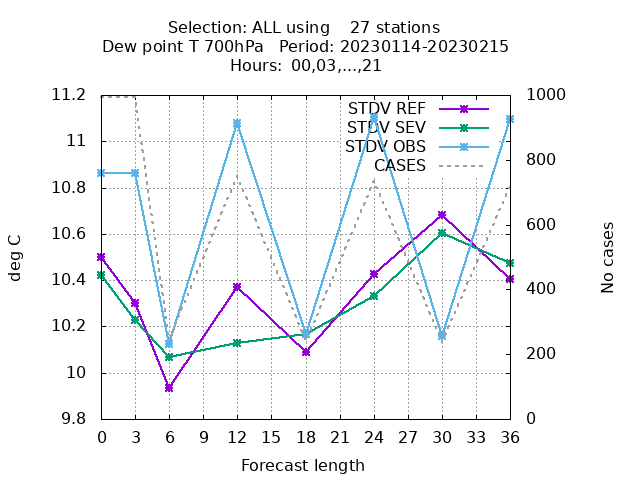 Selection: ALL using 27 stations
Dew point T 700hPa Period: 20230114-20230215
Hours: 00,03,...,21
STDV REF
STDV SEV
STDV OBS
CASES
11.2
11
10.8
10.6
10.4
10.2
10
9.8
deg C
1000
800
600
400
200
0
No cases
0 3 6 9 12 15 18 21 24 27 30 33 36
Forecast length